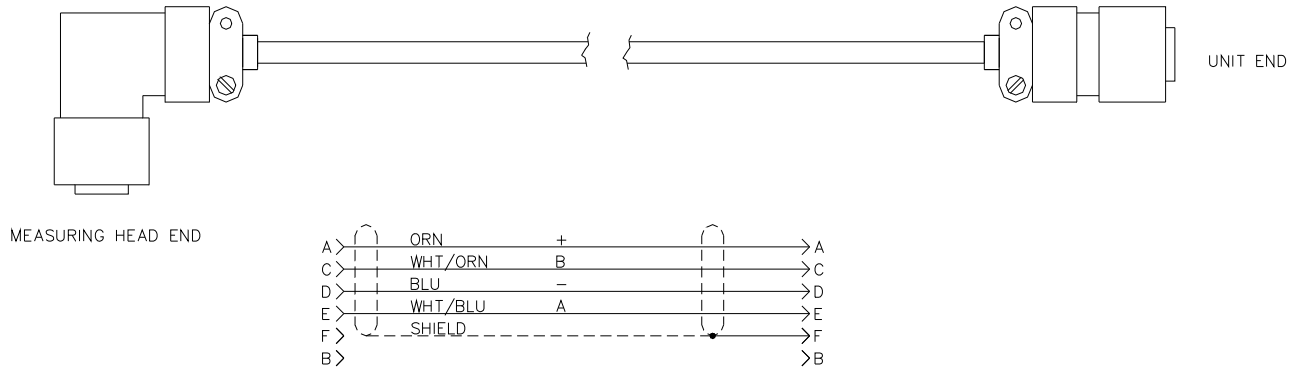 UNIT END
MEASURING HEAD END
A ORN + A
C WHT/ORN B C
D BLU - D
E WHT/BLU A E
F SHIELD F
B B